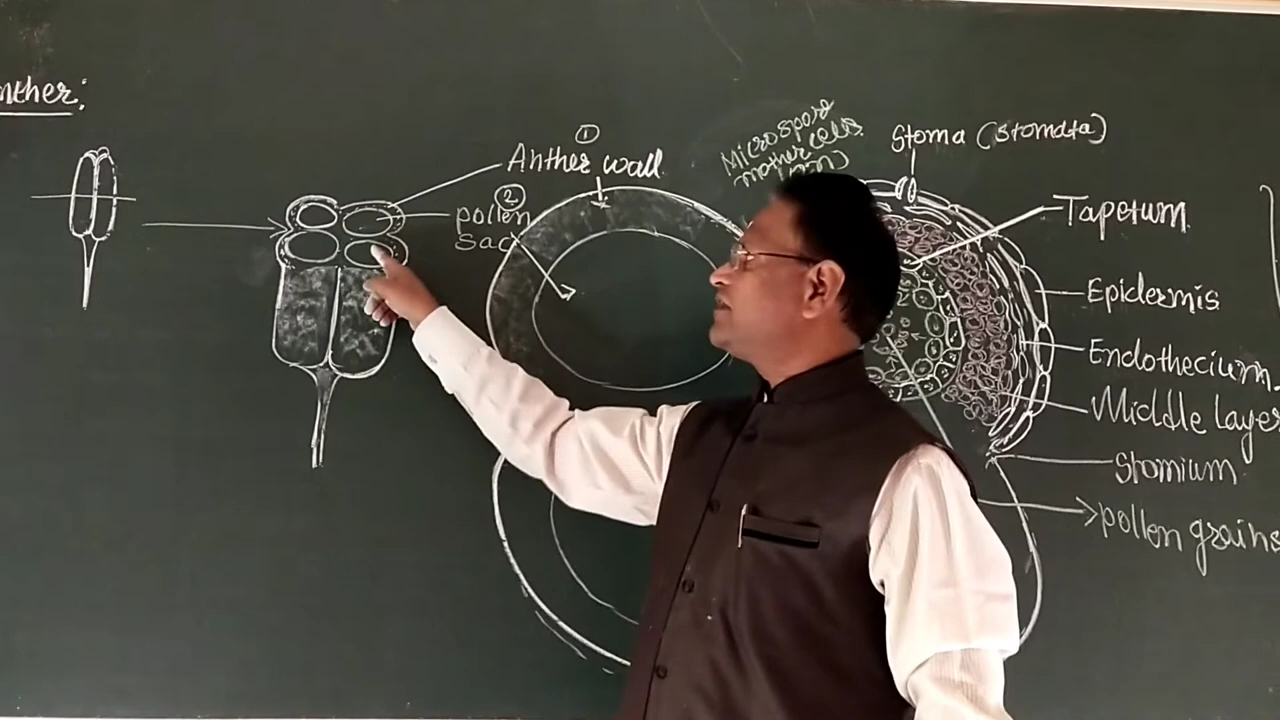 nther:
①
Anther wall
②
pollen
sac
Microspore
mother cells
Stoma (stomata)
Tapetum
Epidermis
Endothecium
Middle layer
Stomium
pollen grains